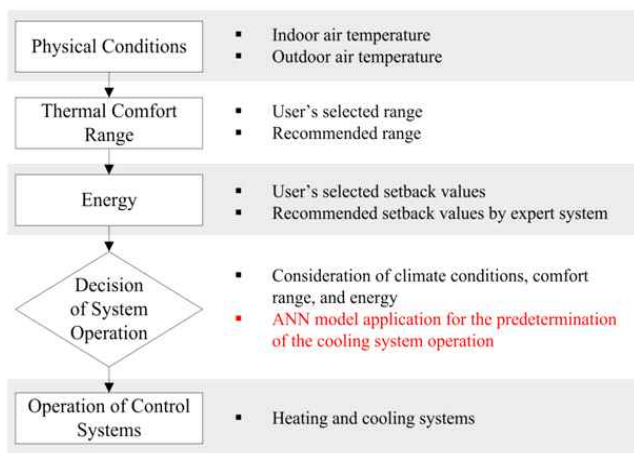 Physical Conditions
▪ Indoor air temperature
▪ Outdoor air temperature
Thermal Comfort
Range
▪ User's selected range
▪ Recommended range
Energy
▪ User's selected setback values
▪ Recommended setback values by expert system
Decision
of System
Operation
▪ Consideration of climate conditions, comfort
range, and energy
▪ ANN model application for the predetermination
of the cooling system operation
Operation of Control
Systems
▪ Heating and cooling systems